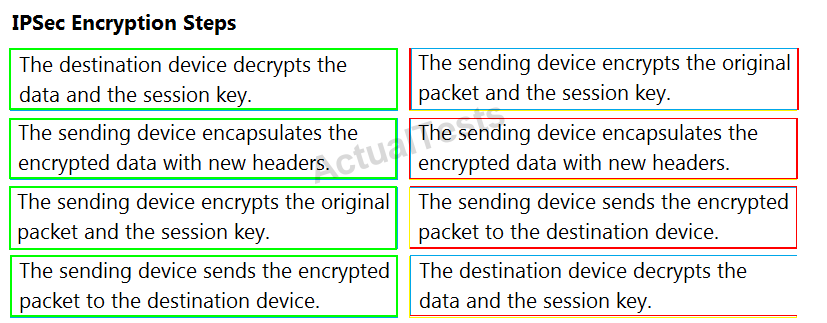 IPSec Encryption Steps
The destination device decrypts the
data and the session key.
The sending device encapsulates the
encrypted data with new headers.
The sending device encrypts the original
packet and the session key.
The sending device sends the encrypted
packet to the destination device.
The sending device encrypts the original
packet and the session key.
The sending device encapsulates the
encrypted data with new headers.
The sending device sends the encrypted
packet to the destination device.
The destination device decrypts the
data and the session key.
ActualTests